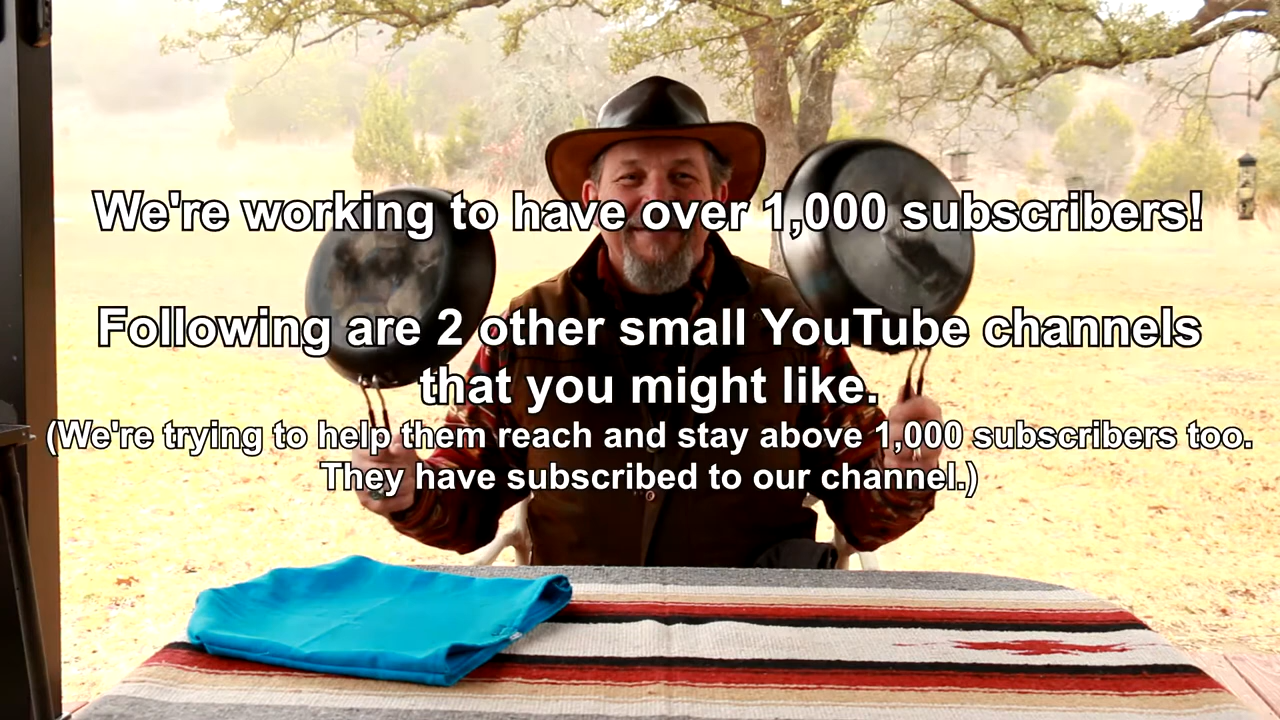 We're working to have over 1,000 subscribers!
Following are 2 other small YouTube channels
that you might like.
(We're trying to help them reach and stay above 1,000 subscribers too.
They have subscribed to our channel.)